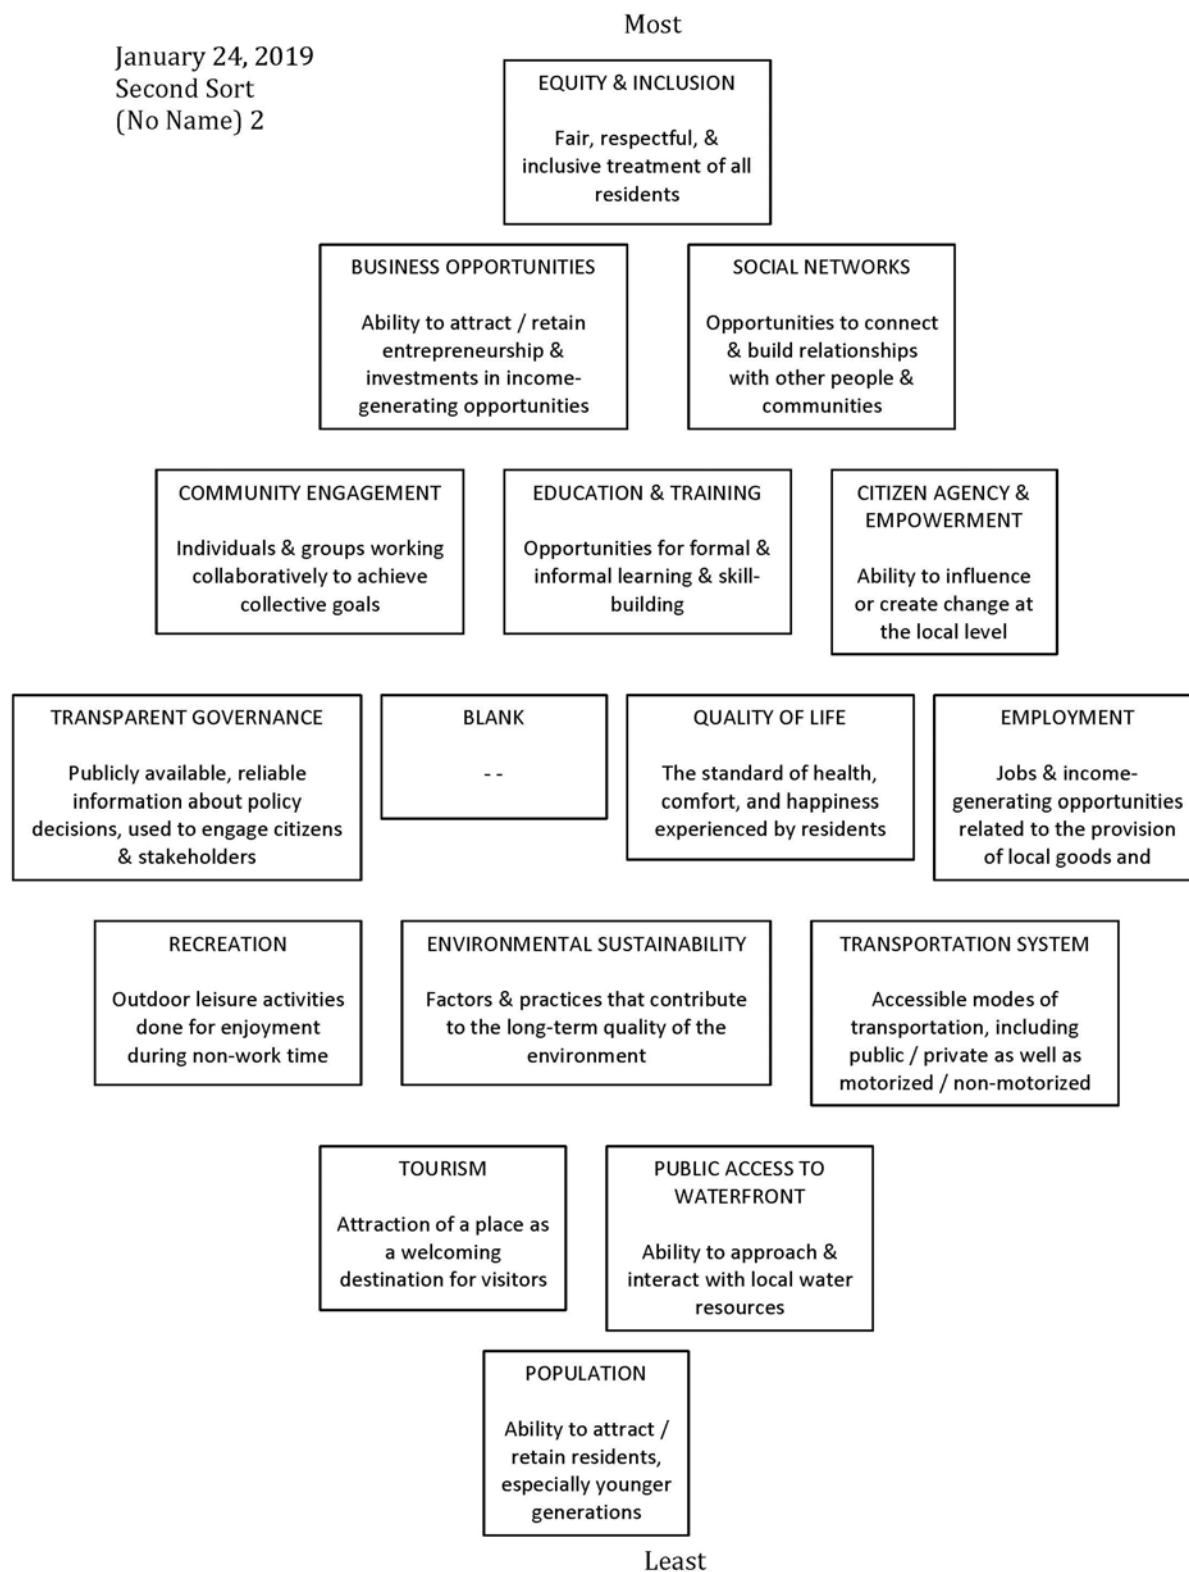 Most
January 24, 2019
Second Sort
(No Name) 2
EQUITY & INCLUSION
Fair, respectful, &
inclusive treatment of all
residents
BUSINESS OPPORTUNITIES
Ability to attract / retain
entrepreneurship &
investments in income-
generating opportunities
SOCIAL NETWORKS
Opportunities to connect
& build relationships
with other people &
communities
COMMUNITY ENGAGEMENT
Individuals & groups working
collaboratively to achieve
collective goals
EDUCATION & TRAINING
Opportunities for formal &
informal learning & skill-
building
CITIZEN AGENCY &
EMPOWERMENT
Ability to influence
or create change at
the local level
TRANSPARENT GOVERNANCE
Publicly available, reliable
information about policy
decisions, used to engage citizens
& stakeholders
BLANK
- -
QUALITY OF LIFE
The standard of health,
comfort, and happiness
experienced by residents
EMPLOYMENT
Jobs & income-
generating opportunities
related to the provision
of local goods and
RECREATION
Outdoor leisure activities
done for enjoyment
during non-work time
ENVIRONMENTAL SUSTAINABILITY
Factors & practices that contribute
to the long-term quality of the
environment
TRANSPORTATION SYSTEM
Accessible modes of
transportation, including
public / private as well as
motorized / non-motorized
TOURISM
Attraction of a place as
a welcoming
destination for visitors
PUBLIC ACCESS TO
WATERFRONT
Ability to approach &
interact with local water
resources
POPULATION
Ability to attract /
retain residents,
especially younger
generations
Least